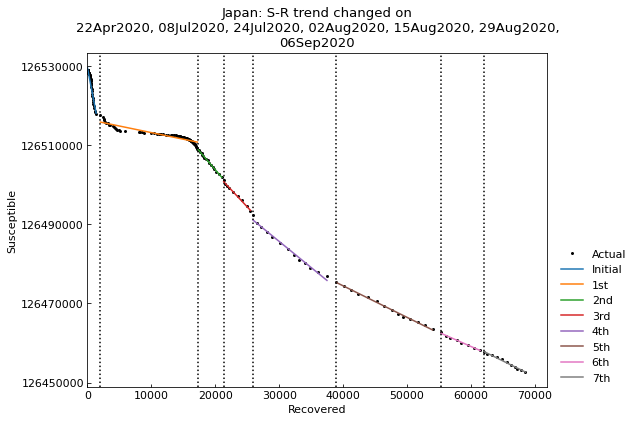 Japan: S-R trend changed on
22Apr2020, 08Jul2020, 24Jul2020, 02Aug2020, 15Aug2020, 29Aug2020,
06Sep2020
126530000
126510000
126490000
126470000
126450000
Susceptible
0
10000
20000
30000
40000
50000
60000
70000
Recovered
Actual
Initial
1st
2nd
3rd
4th
5th
6th
7th